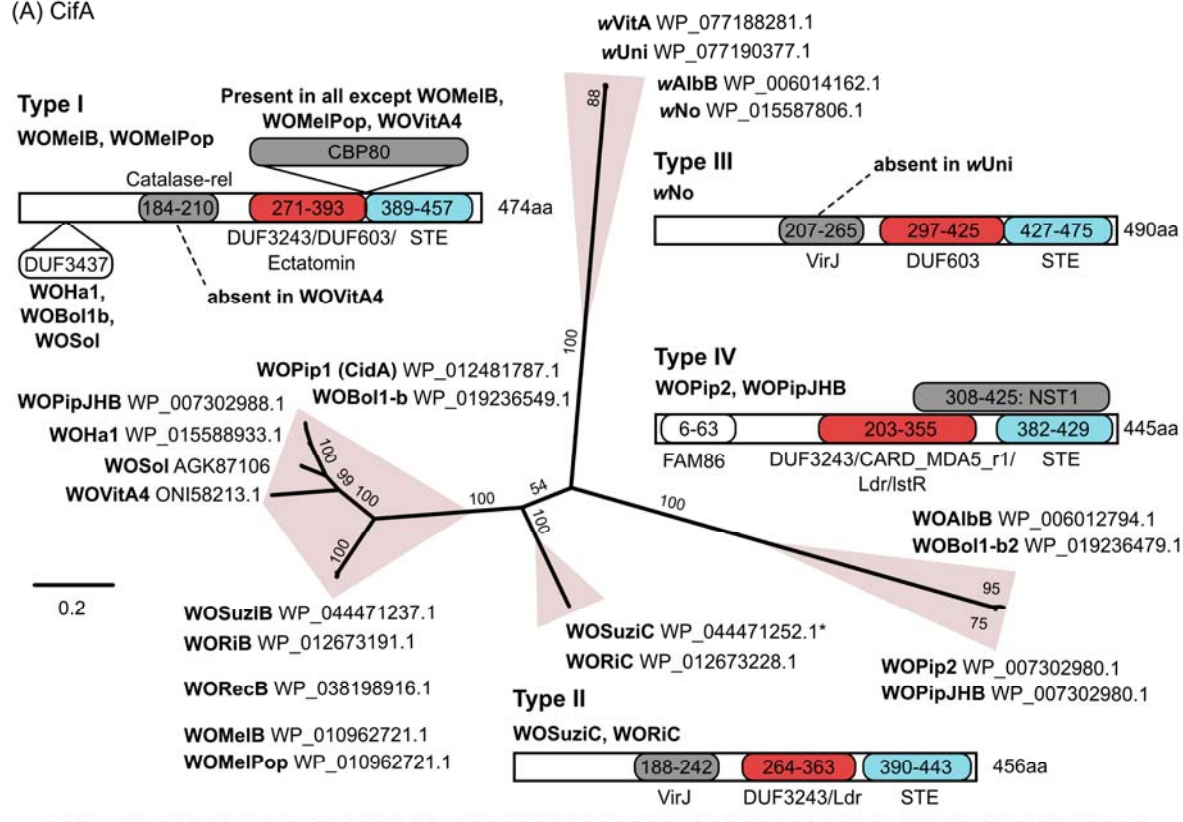 (A) CifA
wVitA WP_077188281.1
wUni WP_077190377.1
wAlbB WP_006014162.1
wNo WP_015587806.1
88
100
Type I
WOMelB, WOMelPop
Present in all except WOMelB,
WOMelPop, WOVitA4
CBP80
Catalase-rel
184-210
271-393
389-457
474aa
DUF3243/DUF603/
Ectatomin
STE
DUF3437
WOHa1,
WOBol1b,
WOSol
absent in WOVitA4
Type III
wNo
absent in wUni
207-265
297-425
427-475
490aa
VirJ
DUF603
STE
Type IV
WOPip2, WOPipJHB
308-425: NST1
6-63
203-355
382-429
445aa
FAM86
DUF3243/CARD_MDA5_r1/
Ldr/IstR
STE
WOPip1 (CidA) WP_012481787.1
WOBol1-b WP_019236549.1
WOPipJHB WP_007302988.1
WOHa1 WP_015588933.1
WOSol AGK87106
WOVitA4 ONI58213.1
100
99
100
100
100
54
100
100
WOAlbB WP_006012794.1
WOBol1-b2 WP_019236479.1
95
75
0.2
WOSuziB WP_044471237.1
WORiB WP_012673191.1
WORecB WP_038198916.1
WOMelB WP_010962721.1
WOMelPop WP_010962721.1
WOSuziC WP_044471252.1*
WORiC WP_012673228.1
WOPip2 WP_007302980.1
WOPipJHB WP_007302980.1
Type II
WOSuziC, WORiC
188-242
264-363
390-443
456aa
VirJ
DUF3243/Ldr
STE